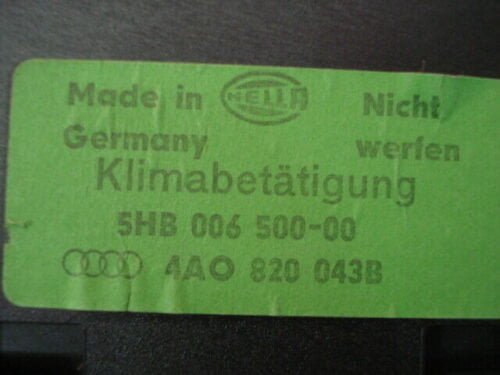 Made in HELLA Nicht
Germany werfen
Klimabetätigung
5HB 006 500-00
4A0 820 043B